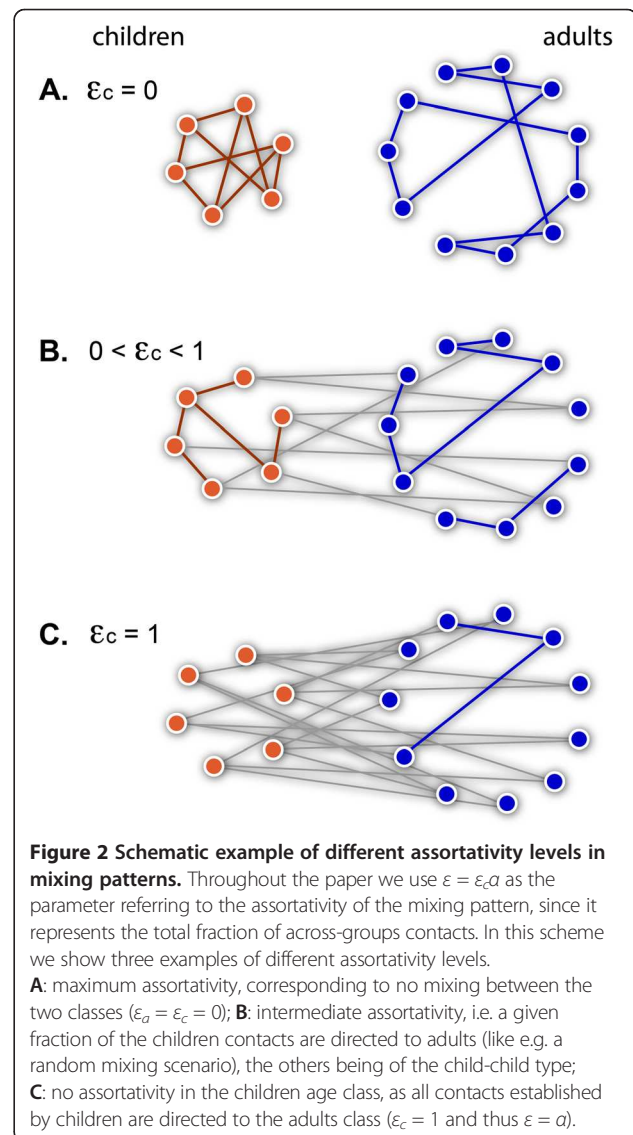 children adults
A. εc = 0
B. 0 < εc < 1
C. εc = 1
Figure 2 Schematic example of different assortativity levels in
mixing patterns. Throughout the paper we use ε = εcα as the
parameter referring to the assortativity of the mixing pattern, since it
represents the total fraction of across-groups contacts. In this scheme
we show three examples of different assortativity levels.
A: maximum assortativity, corresponding to no mixing between the
two classes (εa = εc = 0); B: intermediate assortativity, i.e. a given
fraction of the children contacts are directed to adults (like e.g. a
random mixing scenario), the others being of the child-child type;
C: no assortativity in the children age class, as all contacts established
by children are directed to the adults class (εc = 1 and thus ε = α).